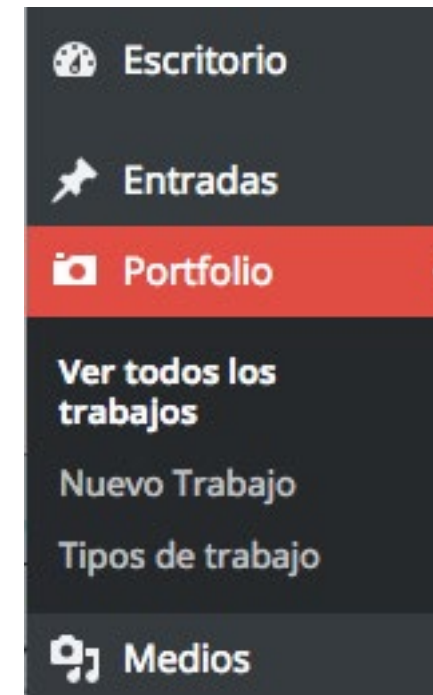 Escritorio
Entradas
Portfolio
Ver todos los
trabajos
Nuevo Trabajo
Tipos de trabajo
Medios